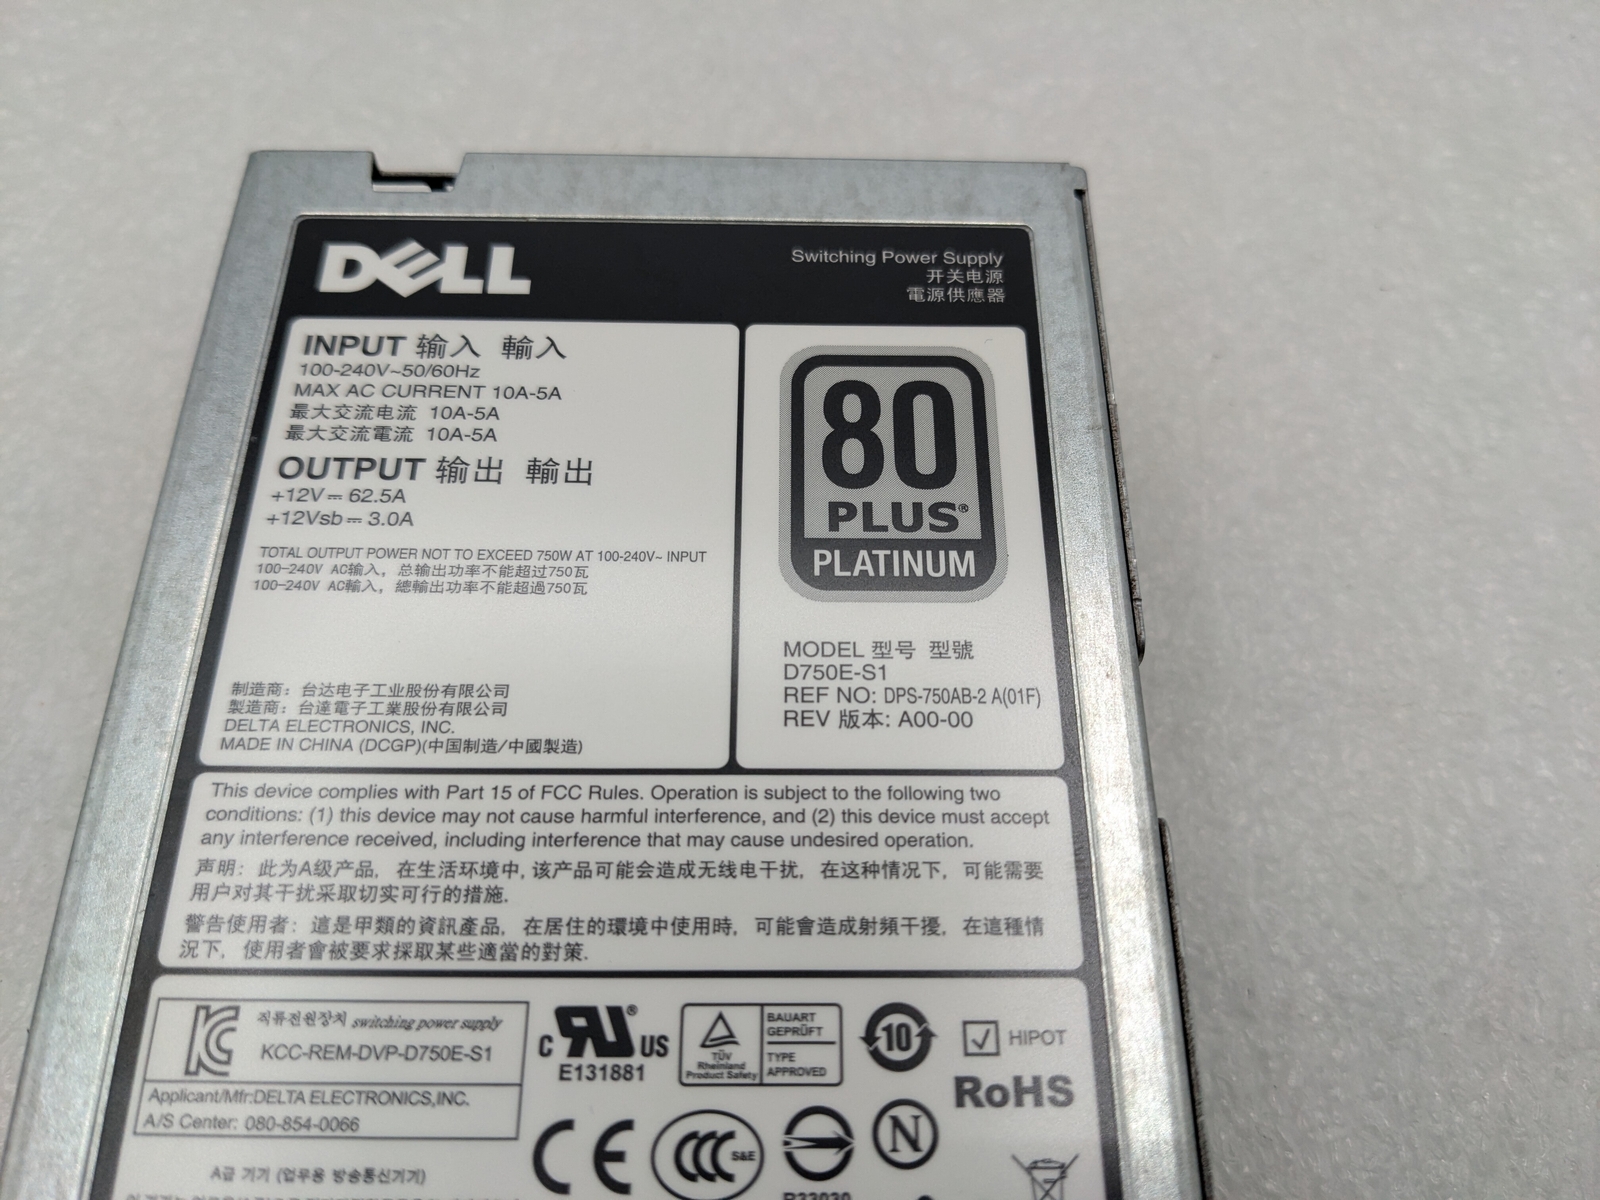 DELL
Switching Power Supply
开关电源
電源供應器
INPUT 输入 輸入
100-240V~50/60Hz
MAX AC CURRENT 10A-5A
最大交流电流 10A-5A
最大交流電流 10A-5A
OUTPUT 输出 輸出
+12V⎓ 62.5A
+12Vsb⎓ 3.0A
TOTAL OUTPUT POWER NOT TO EXCEED 750W AT 100-240V~ INPUT
100-240V AC输入，总输出功率不能超过750瓦
100-240V AC輸入，總輸出功率不能超過750瓦
制造商：台达电子工业股份有限公司
製造商：台達電子工業股份有限公司
DELTA ELECTRONICS, INC.
MADE IN CHINA (DCGP)(中国制造/中國製造)
80
PLUS®
PLATINUM
MODEL 型号 型號
D750E-S1
REF NO: DPS-750AB-2 A(01F)
REV 版本: A00-00
This device complies with Part 15 of FCC Rules. Operation is subject to the following two
conditions: (1) this device may not cause harmful interference, and (2) this device must accept
any interference received, including interference that may cause undesired operation.
声明：此为A级产品，在生活环境中,该产品可能会造成无线电干扰，在这种情况下，可能需要
用户对其干扰采取切实可行的措施.
警告使用者：這是甲類的資訊產品，在居住的環境中使用時，可能會造成射頻干擾，在這種情
況下，使用者會被要求採取某些適當的對策.
직류전원장치 switching power supply
KCC-REM-DVP-D750E-S1
Applicant/Mfr:DELTA ELECTRONICS,INC.
A/S Center: 080-854-0066
A급 기기 (업무용 방송통신기기)
C UR® US
E131881
TÜV
Rheinland
Product Safety
BAUART
GEPRÜFT
TYPE
APPROVED
10
HIPOT
RoHS
CE
CCC S&E
N
R33030